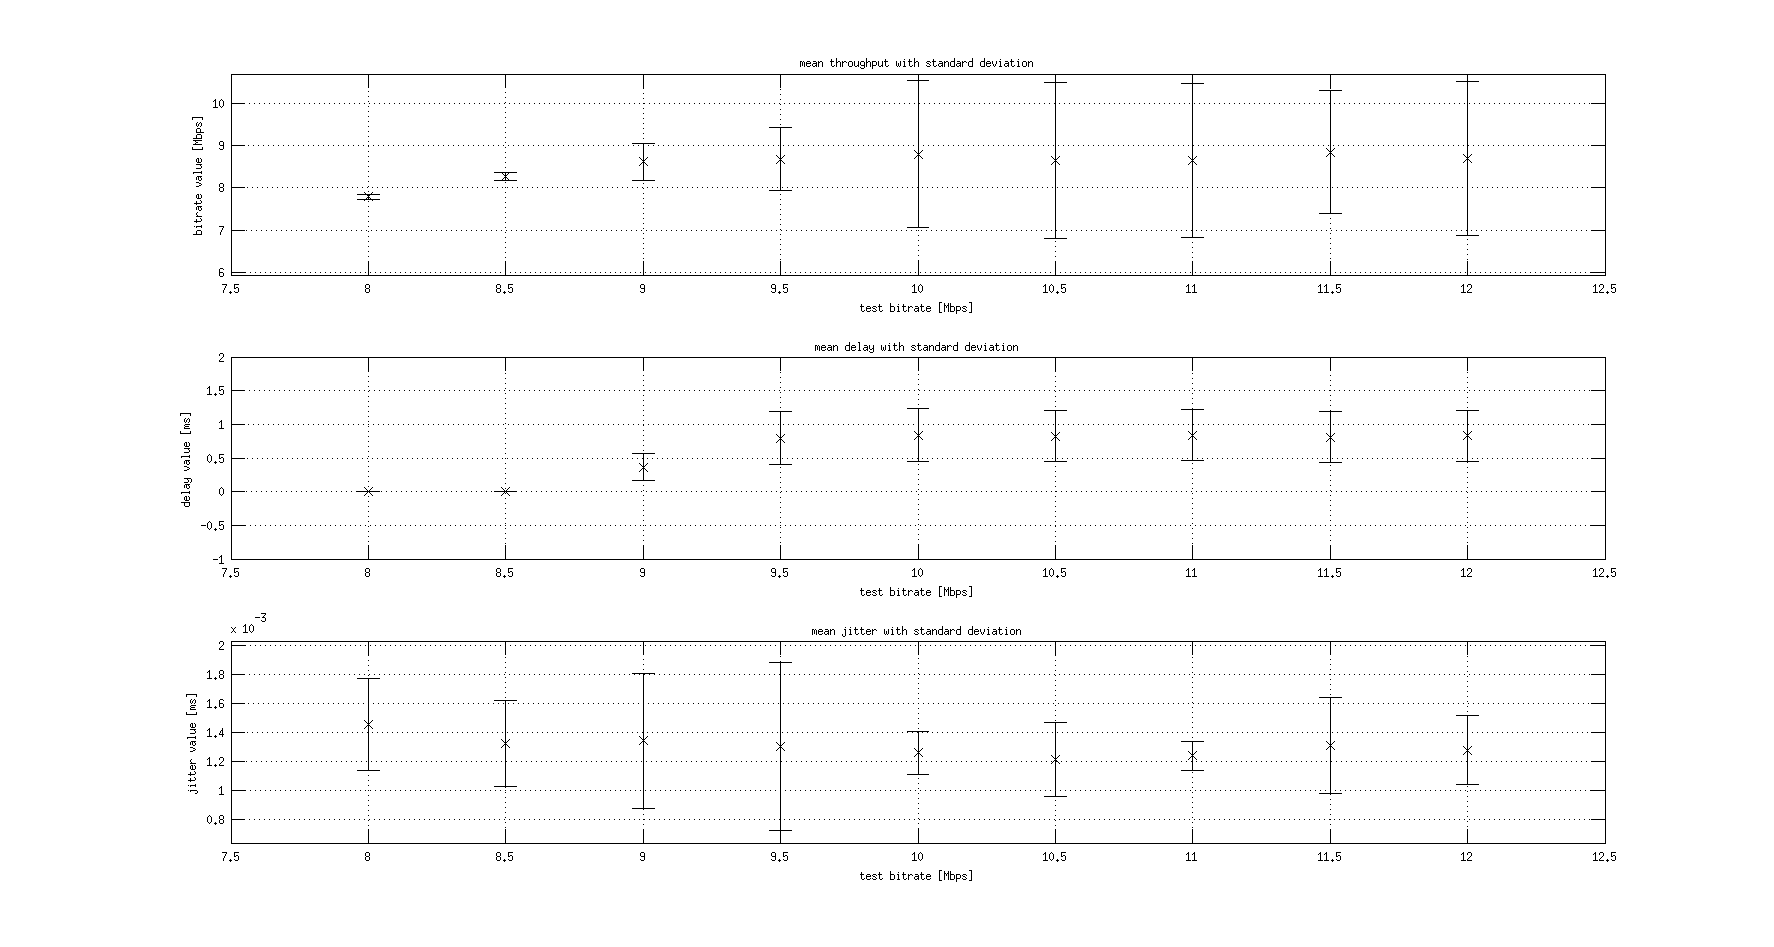 mean throughput with standard deviation
bitrate value [Mbps]
10
9
8
7
6
7.5 8 8.5 9 9.5 10 10.5 11 11.5 12 12.5
test bitrate [Mbps]
mean delay with standard deviation
delay value [ms]
2
1.5
1
0.5
0
-0.5
-1
7.5 8 8.5 9 9.5 10 10.5 11 11.5 12 12.5
test bitrate [Mbps]
x 10^-3
mean jitter with standard deviation
jitter value [ms]
2
1.8
1.6
1.4
1.2
1
0.8
7.5 8 8.5 9 9.5 10 10.5 11 11.5 12 12.5
test bitrate [Mbps]